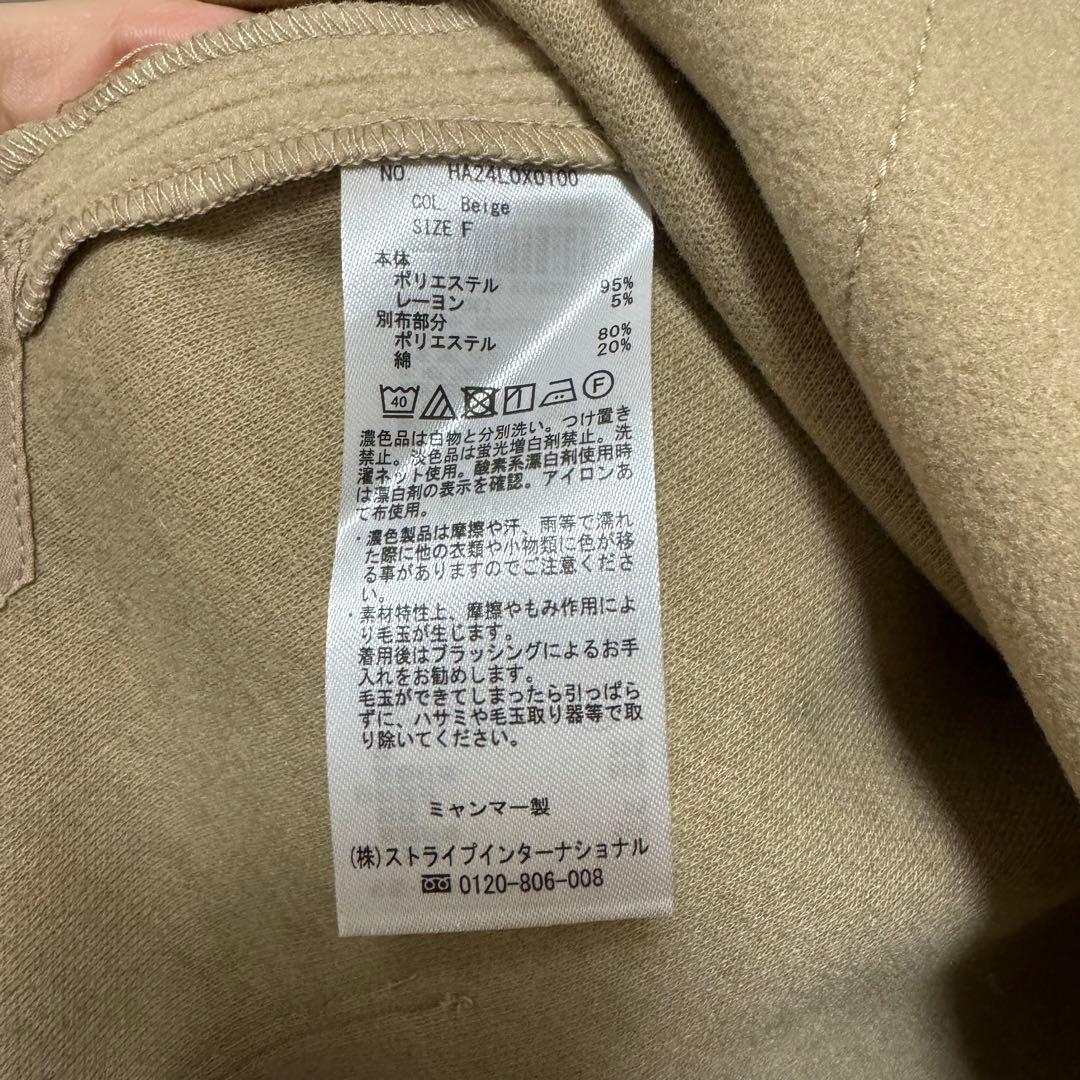 NO. HA24L0X0100
COL. Beige
SIZE F
本体
ポリエステル 95%
レーヨン 5%
別布部分
ポリエステル 80%
綿 20%
40 F
濃色品は白物と分別洗い。つけ置き
禁止。淡色品は蛍光増白剤禁止。洗
濯ネット使用。酸素系漂白剤使用時
は漂白剤の表示を確認。アイロンあ
て布使用。
・濃色製品は摩擦や汗、雨等で濡れ
た際に他の衣類や小物類に色が移
る事がありますのでご注意くださ
い。
・素材特性上、摩擦やもみ作用によ
り毛玉が生じます。
着用後はブラッシングによるお手
入れをお勧めします。
毛玉ができてしまったら引っぱら
ずに、ハサミや毛玉取り器等で取
り除いてください。
ミャンマー製
(株)ストライプインターナショナル
0120-806-008